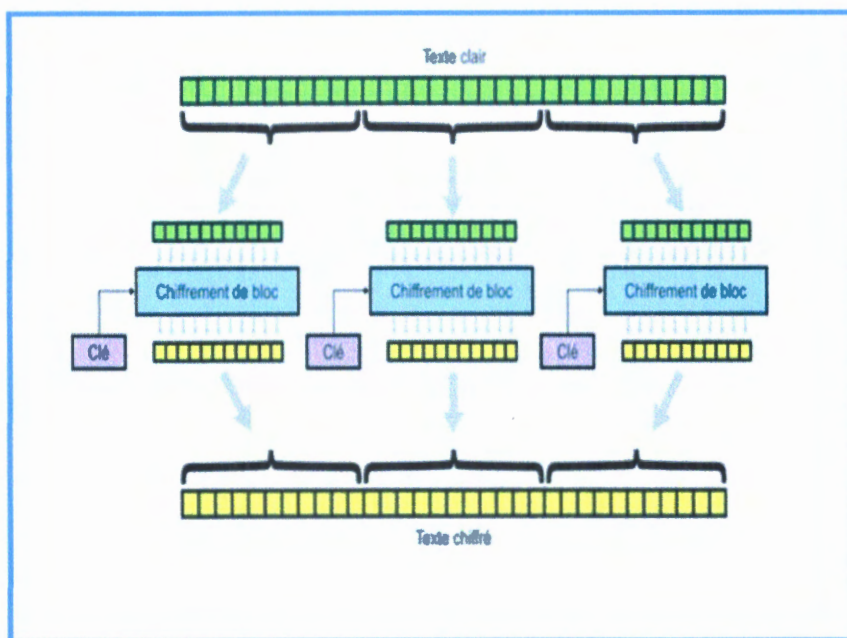 Texte clair
Chiffrement de bloc
Chiffrement de bloc
Chiffrement de bloc
Clé
Clé
Clé
Texte chiffré